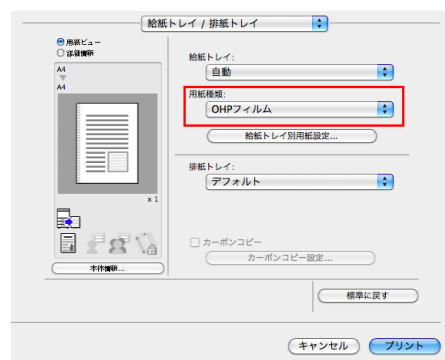 給紙トレイ / 排紙トレイ
用紙ビュー
詳細情報
A4
A4
x 1
本体情報...
給紙トレイ:
自動
用紙種類:
OHPフィルム
給紙トレイ別用紙設定...
排紙トレイ:
デフォルト
カーボンコピー
カーボンコピー設定...
標準に戻す
キャンセル
プリント